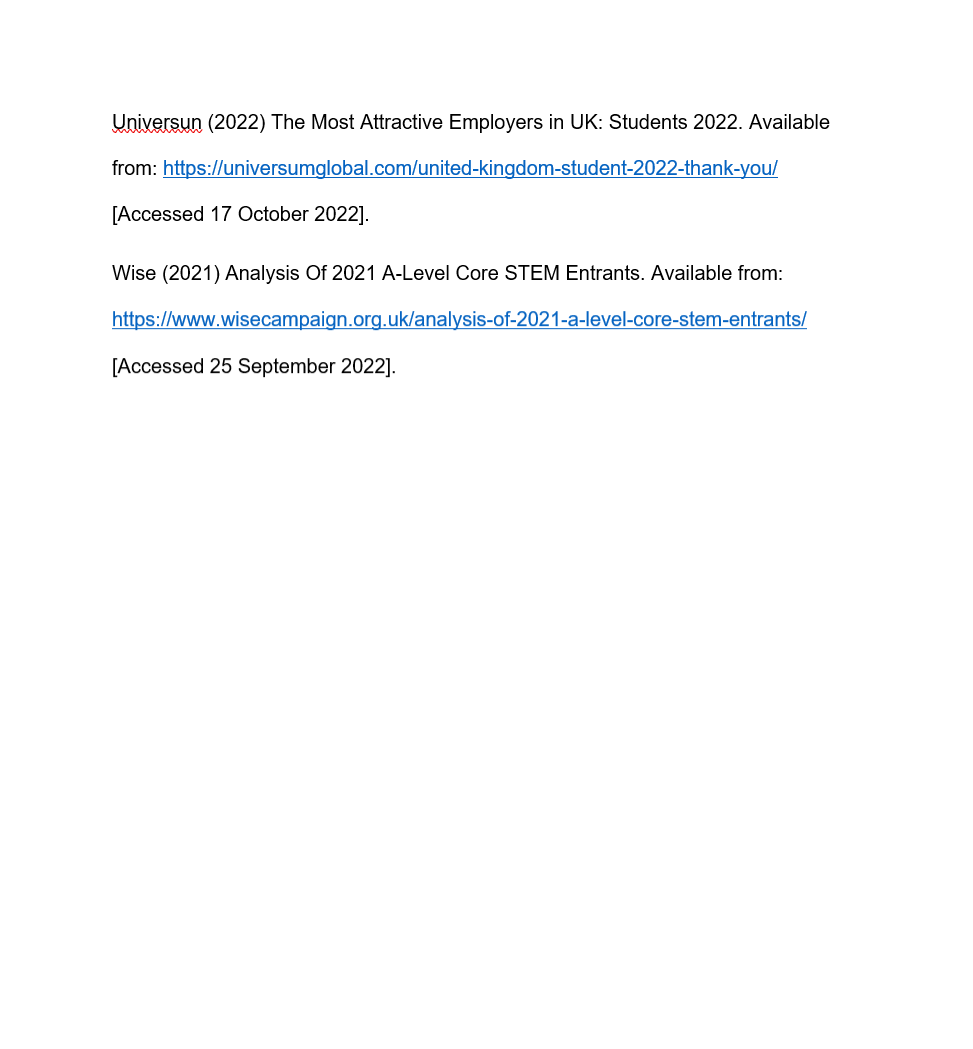 Universun (2022) The Most Attractive Employers in UK: Students 2022. Available
from: https://universumglobal.com/united-kingdom-student-2022-thank-you/
[Accessed 17 October 2022].
Wise (2021) Analysis Of 2021 A-Level Core STEM Entrants. Available from:
https://www.wisecampaign.org.uk/analysis-of-2021-a-level-core-stem-entrants/
[Accessed 25 September 2022].